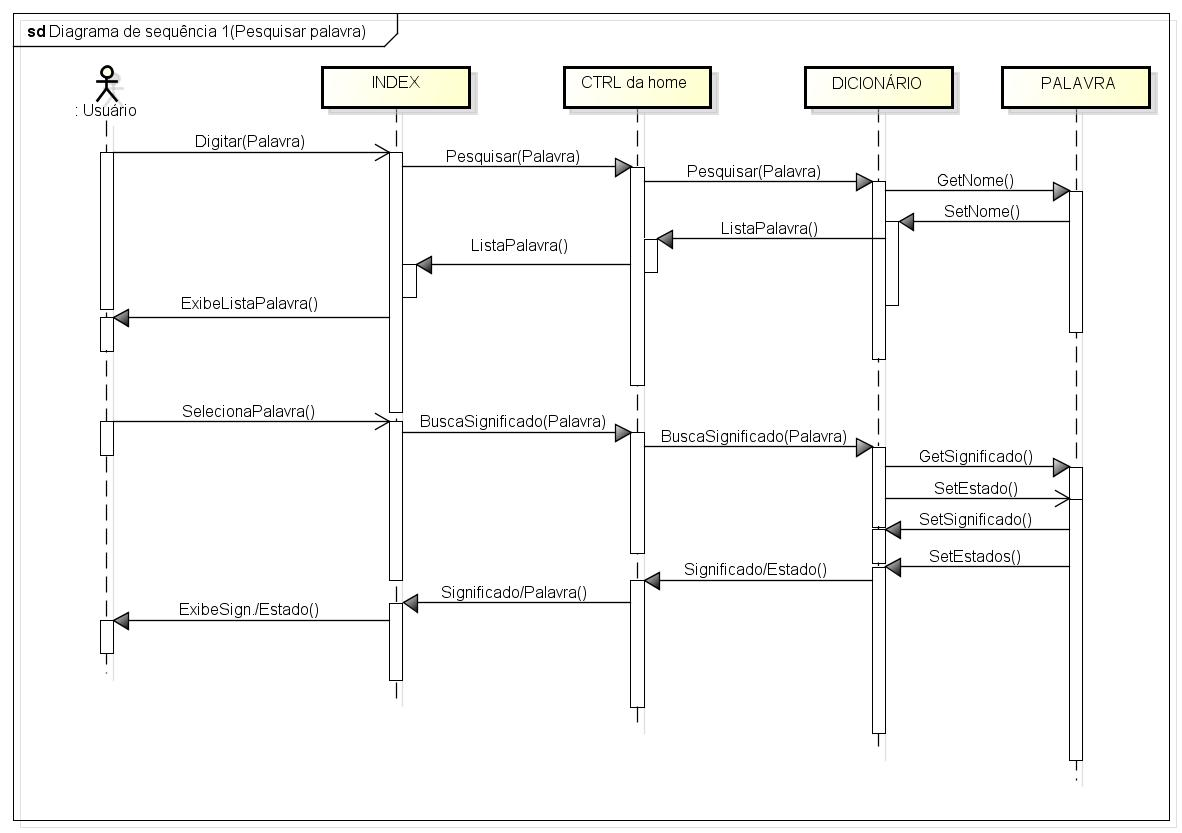 sd Diagrama de sequência 1(Pesquisar palavra)
: Usuário
INDEX
CTRL da home
DICIONÁRIO
PALAVRA
Digitar(Palavra)
Pesquisar(Palavra)
Pesquisar(Palavra)
GetNome()
SetNome()
ListaPalavra()
ListaPalavra()
ExibeListaPalavra()
SelecionaPalavra()
BuscaSignificado(Palavra)
BuscaSignificado(Palavra)
GetSignificado()
SetEstado()
SetSignificado()
SetEstados()
Significado/Estado()
Significado/Palavra()
ExibeSign./Estado()